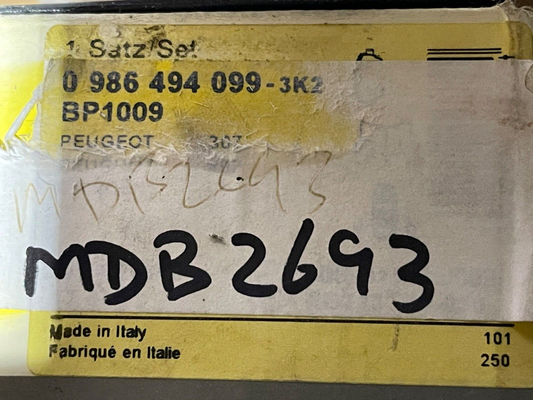 1 Satz/Set
0 986 494 099-3K2
BP1009
PEUGEOT 307
MDB2693
MDB2693
Made in Italy 101
Fabriqué en Italie 250